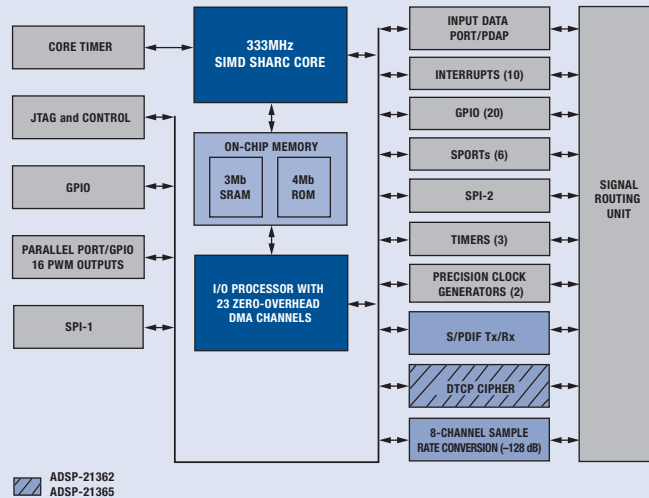 CORE TIMER
333MHz
SIMD SHARC CORE
INPUT DATA
PORT/PDAP
INTERRUPTS (10)
JTAG and CONTROL
GPIO (20)
ON-CHIP MEMORY
3Mb
SRAM
4Mb
ROM
SPORTs (6)
GPIO
SPI-2
SIGNAL
ROUTING
UNIT
PARALLEL PORT/GPIO
16 PWM OUTPUTS
TIMERS (3)
I/O PROCESSOR WITH
23 ZERO-OVERHEAD
DMA CHANNELS
PRECISION CLOCK
GENERATORS (2)
SPI-1
S/PDIF Tx/Rx
DTCP CIPHER
8-CHANNEL SAMPLE
RATE CONVERSION (–128 dB)
ADSP-21362
ADSP-21365